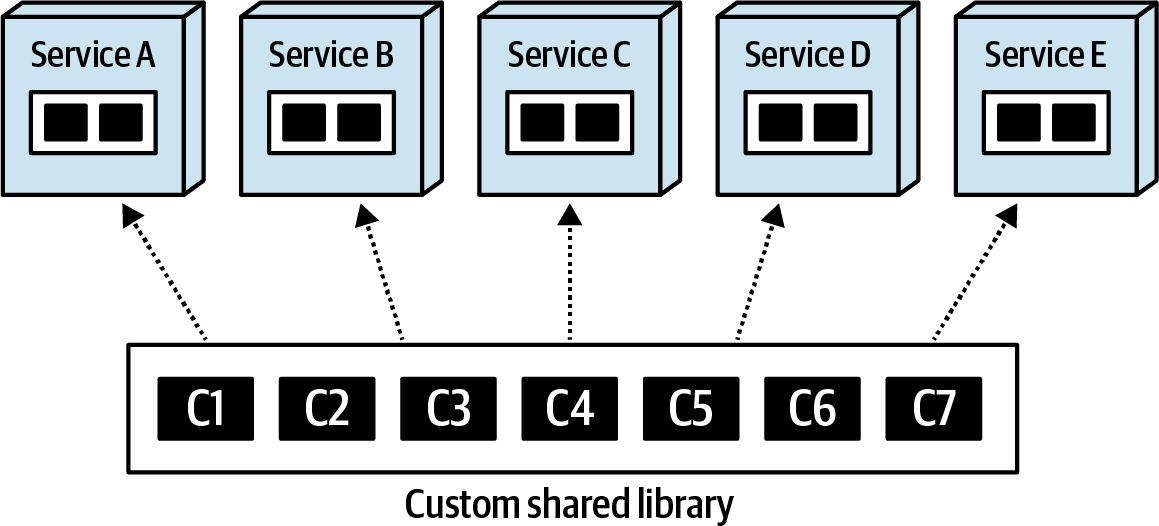 Service A
Service B
Service C
Service D
Service E
C1
C2
C3
C4
C5
C6
C7
Custom shared library